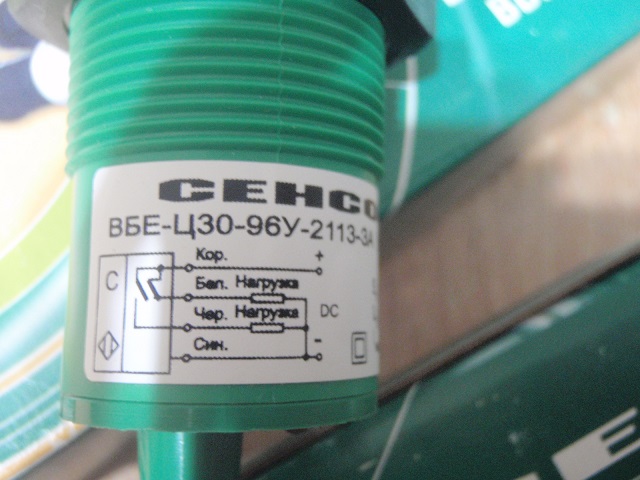 СЕНСО
ВБЕ-Ц30-96У-2113-ЗА
Кор. +
С Бел. Нагрузка
Чер. Нагрузка DC
Син. -